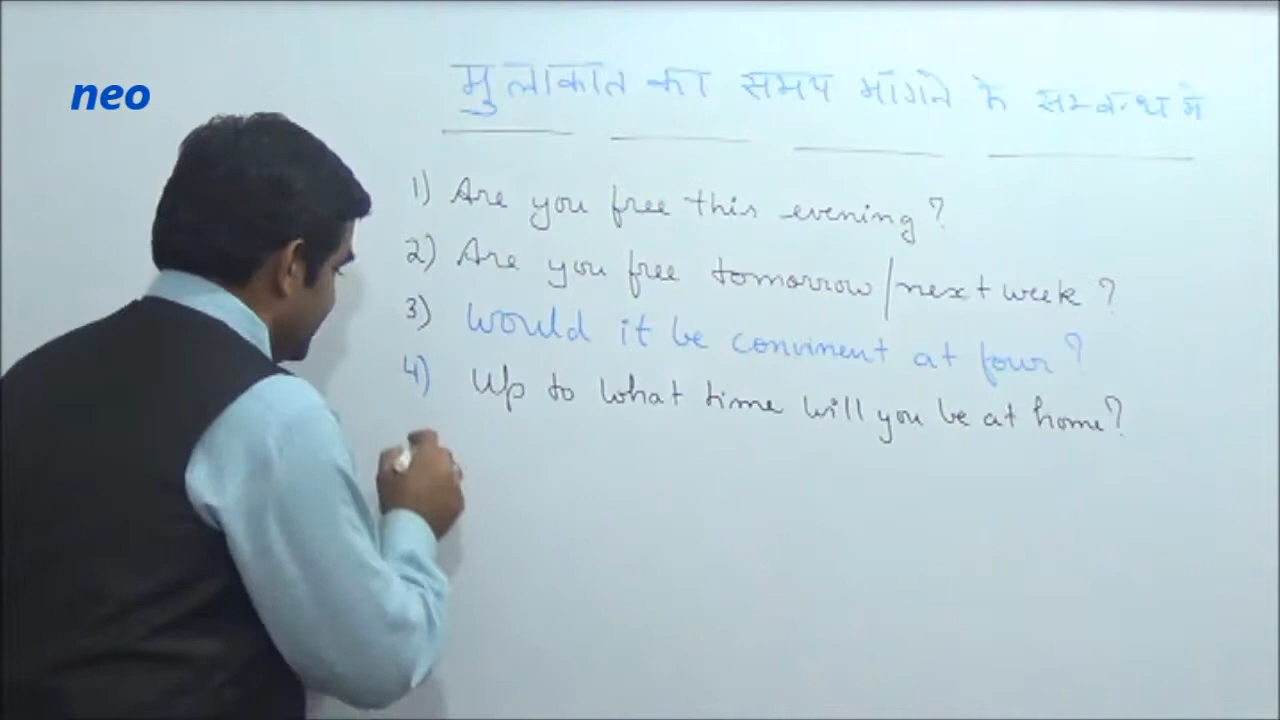 neo
मुलाकात का समय माँगने के सम्बन्ध मे
1) Are you free this evening?
2) Are you free tomorrow/next week?
3) Would it be convinent at four?
4) Up to what time will you be at home?